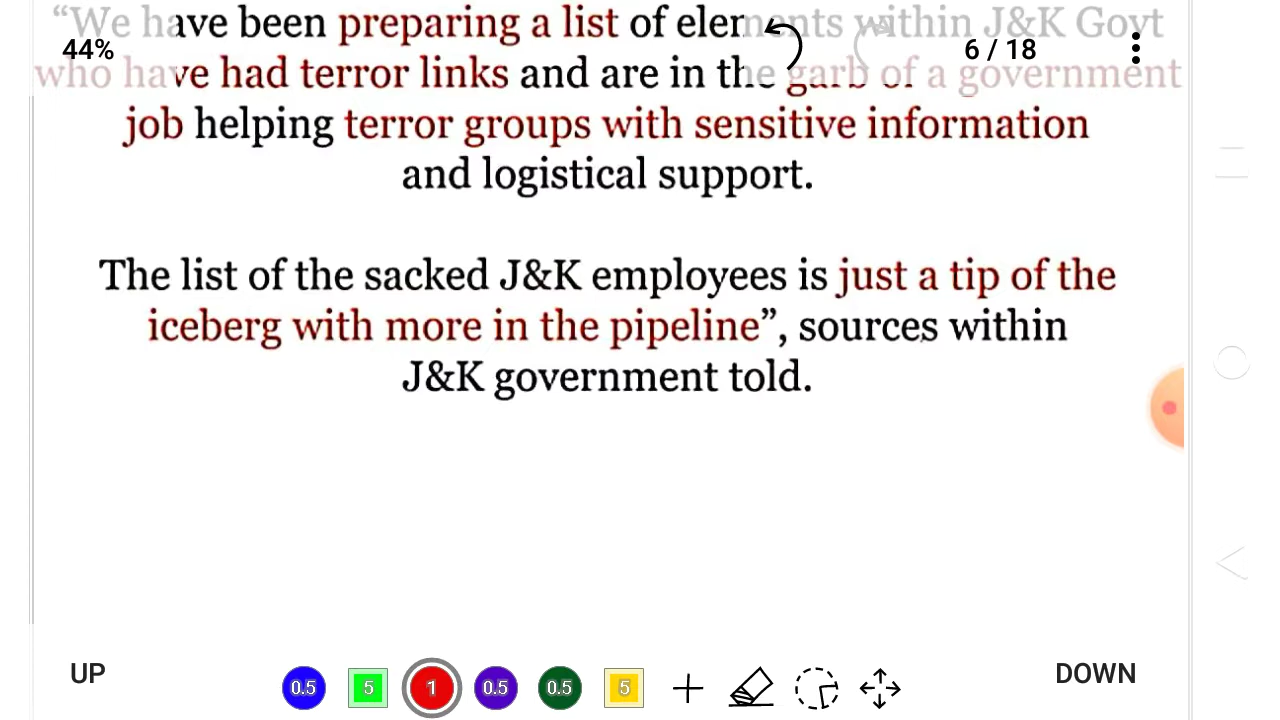 “We have been preparing a list of elements within J&K Govt
44%
6 / 18
who have had terror links and are in the garb of a government
job helping terror groups with sensitive information
and logistical support.
The list of the sacked J&K employees is just a tip of the
iceberg with more in the pipeline”, sources within
J&K government told.
UP
0.5
5
1
0.5
0.5
5
DOWN